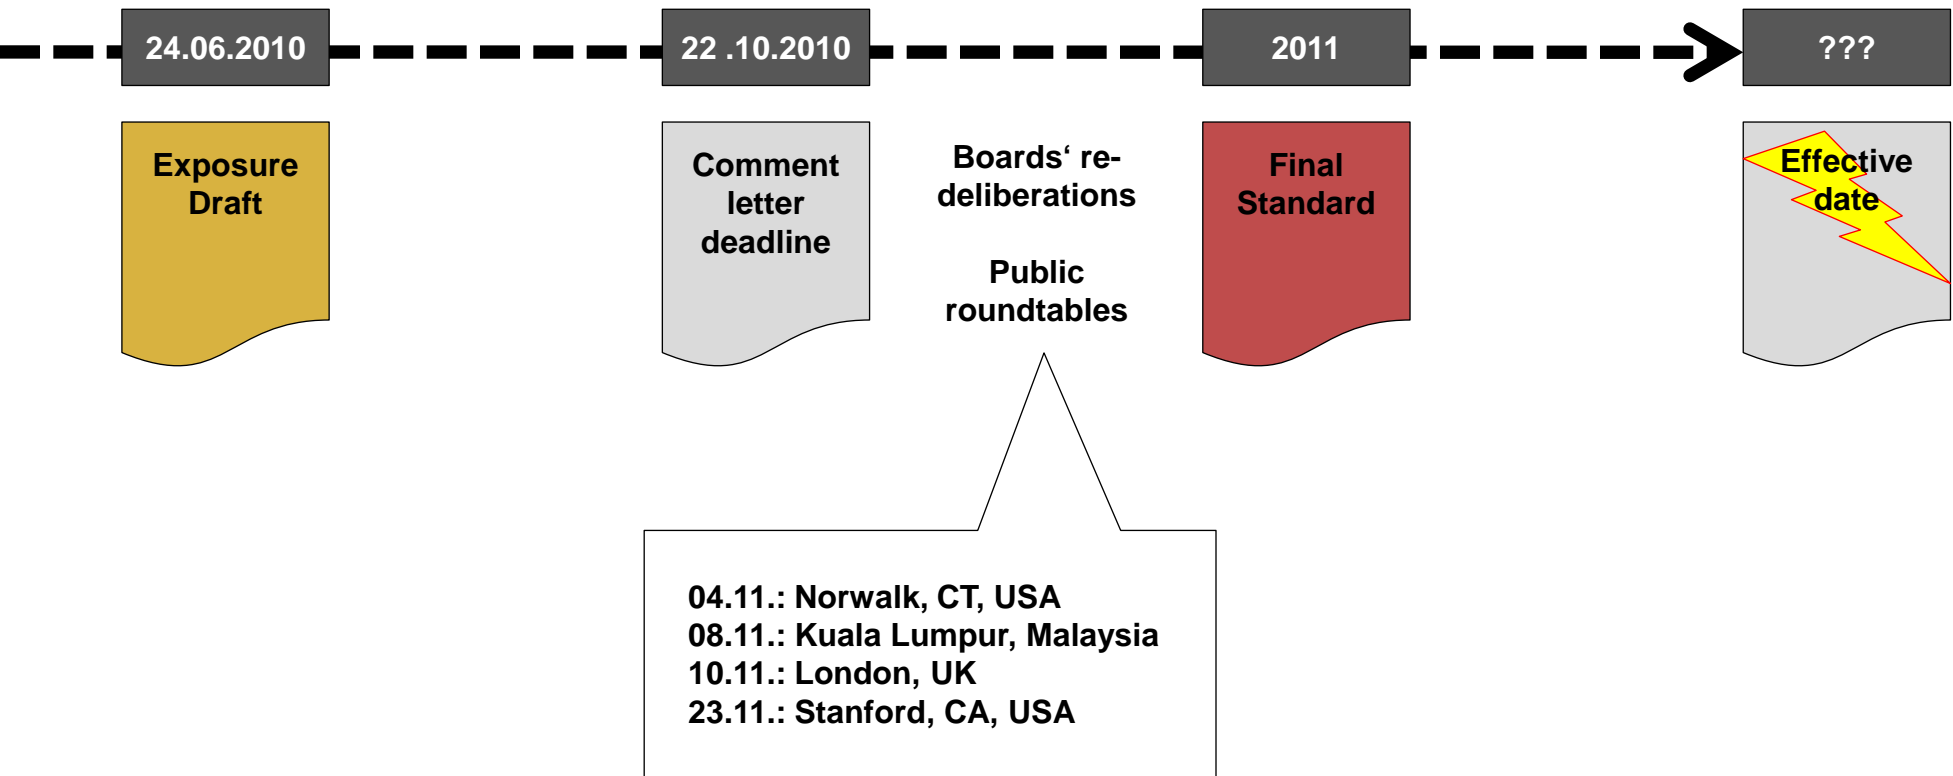 24.06.2010
22 .10.2010
2011
???
Exposure
Draft
Comment
letter
deadline
Boards‘ re-
deliberations
Public
roundtables
Final
Standard
Effective
date
04.11.: Norwalk, CT, USA
08.11.: Kuala Lumpur, Malaysia
10.11.: London, UK
23.11.: Stanford, CA, USA